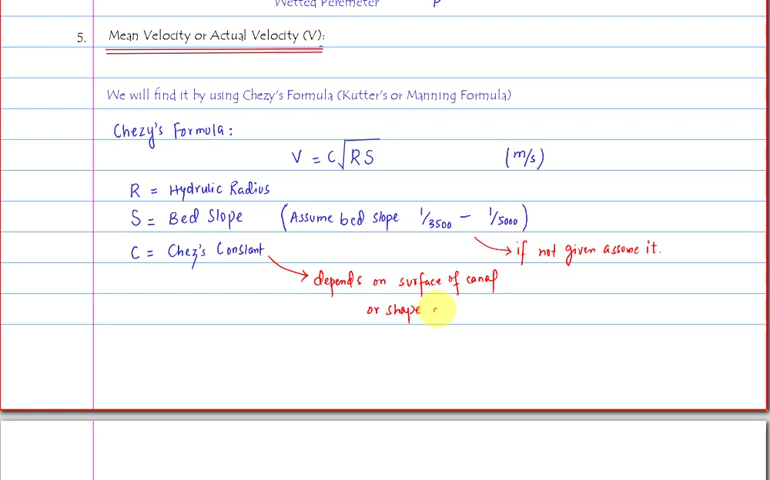 Wetted Peremeter P
5. Mean Velocity or Actual Velocity (V):
We will find it by using Chezy's Formula (Kutter's or Manning Formula)
Chezy's Formula:
V = C√RS (m/s)
R = Hydrulic Radius
S = Bed Slope (Assume bed slope 1/3500 - 1/5000)
C = Chez's Constant if not given assume it.
depends on surface of canal
or shape